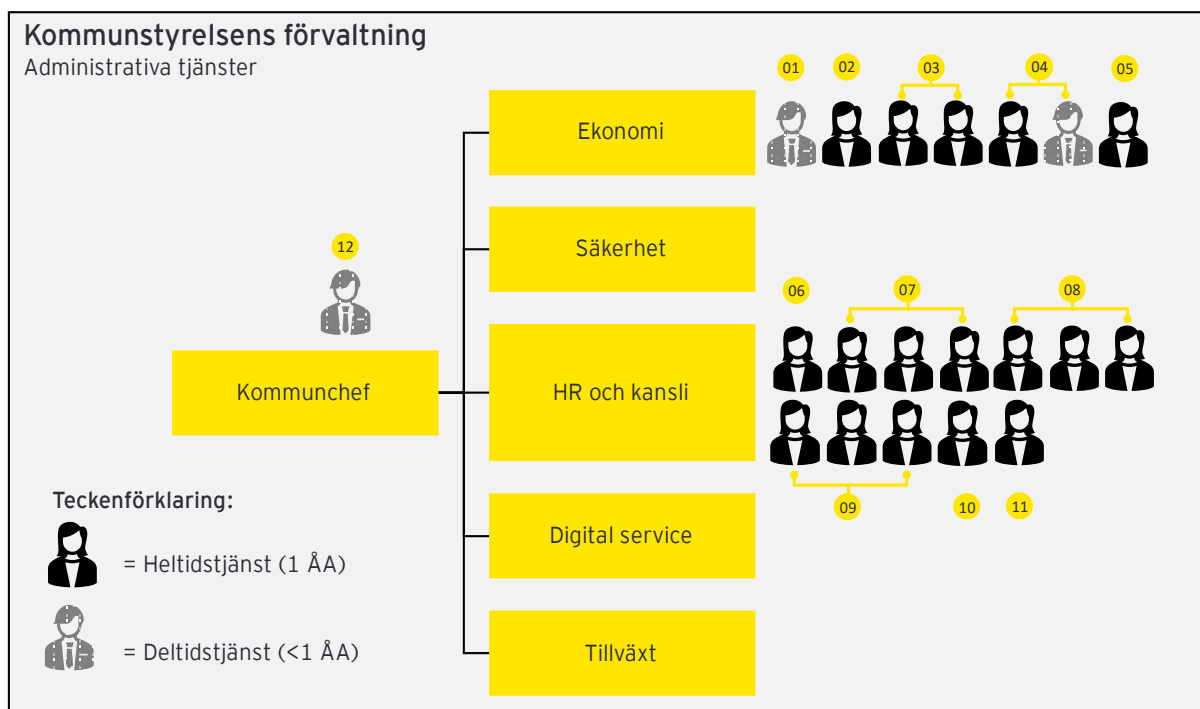 Kommunstyrelsens förvaltning
Administrativa tjänster
01 02 03 04 05
Ekonomi
Säkerhet
12
06 07 08
Kommunchef
HR och kansli
09 10 11
Teckenförklaring:
= Heltidstjänst (1 ÅA)
= Deltidstjänst (<1 ÅA)
Digital service
Tillväxt